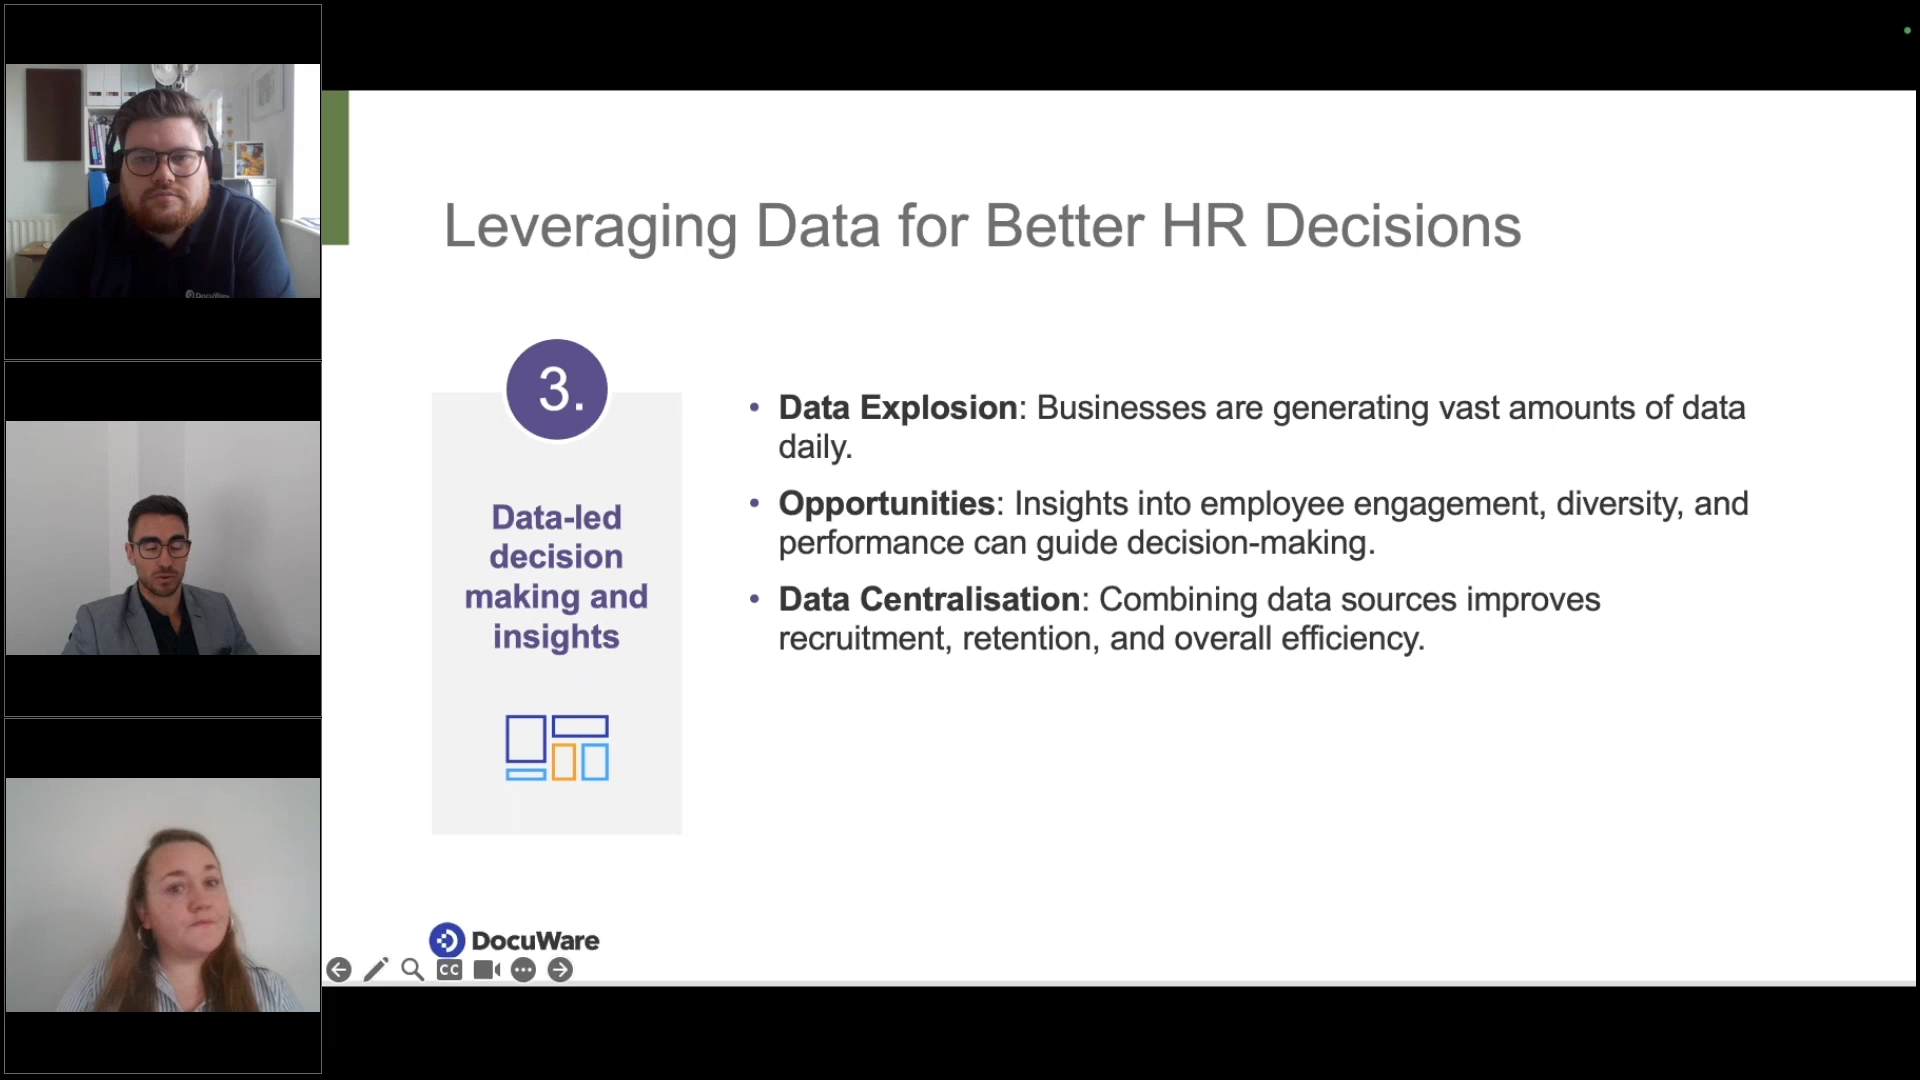 Leveraging Data for Better HR Decisions
3.
Data-led
decision
making and
insights
• Data Explosion: Businesses are generating vast amounts of data
daily.
• Opportunities: Insights into employee engagement, diversity, and
performance can guide decision-making.
• Data Centralisation: Combining data sources improves
recruitment, retention, and overall efficiency.
DocuWare
CC
DocuWare